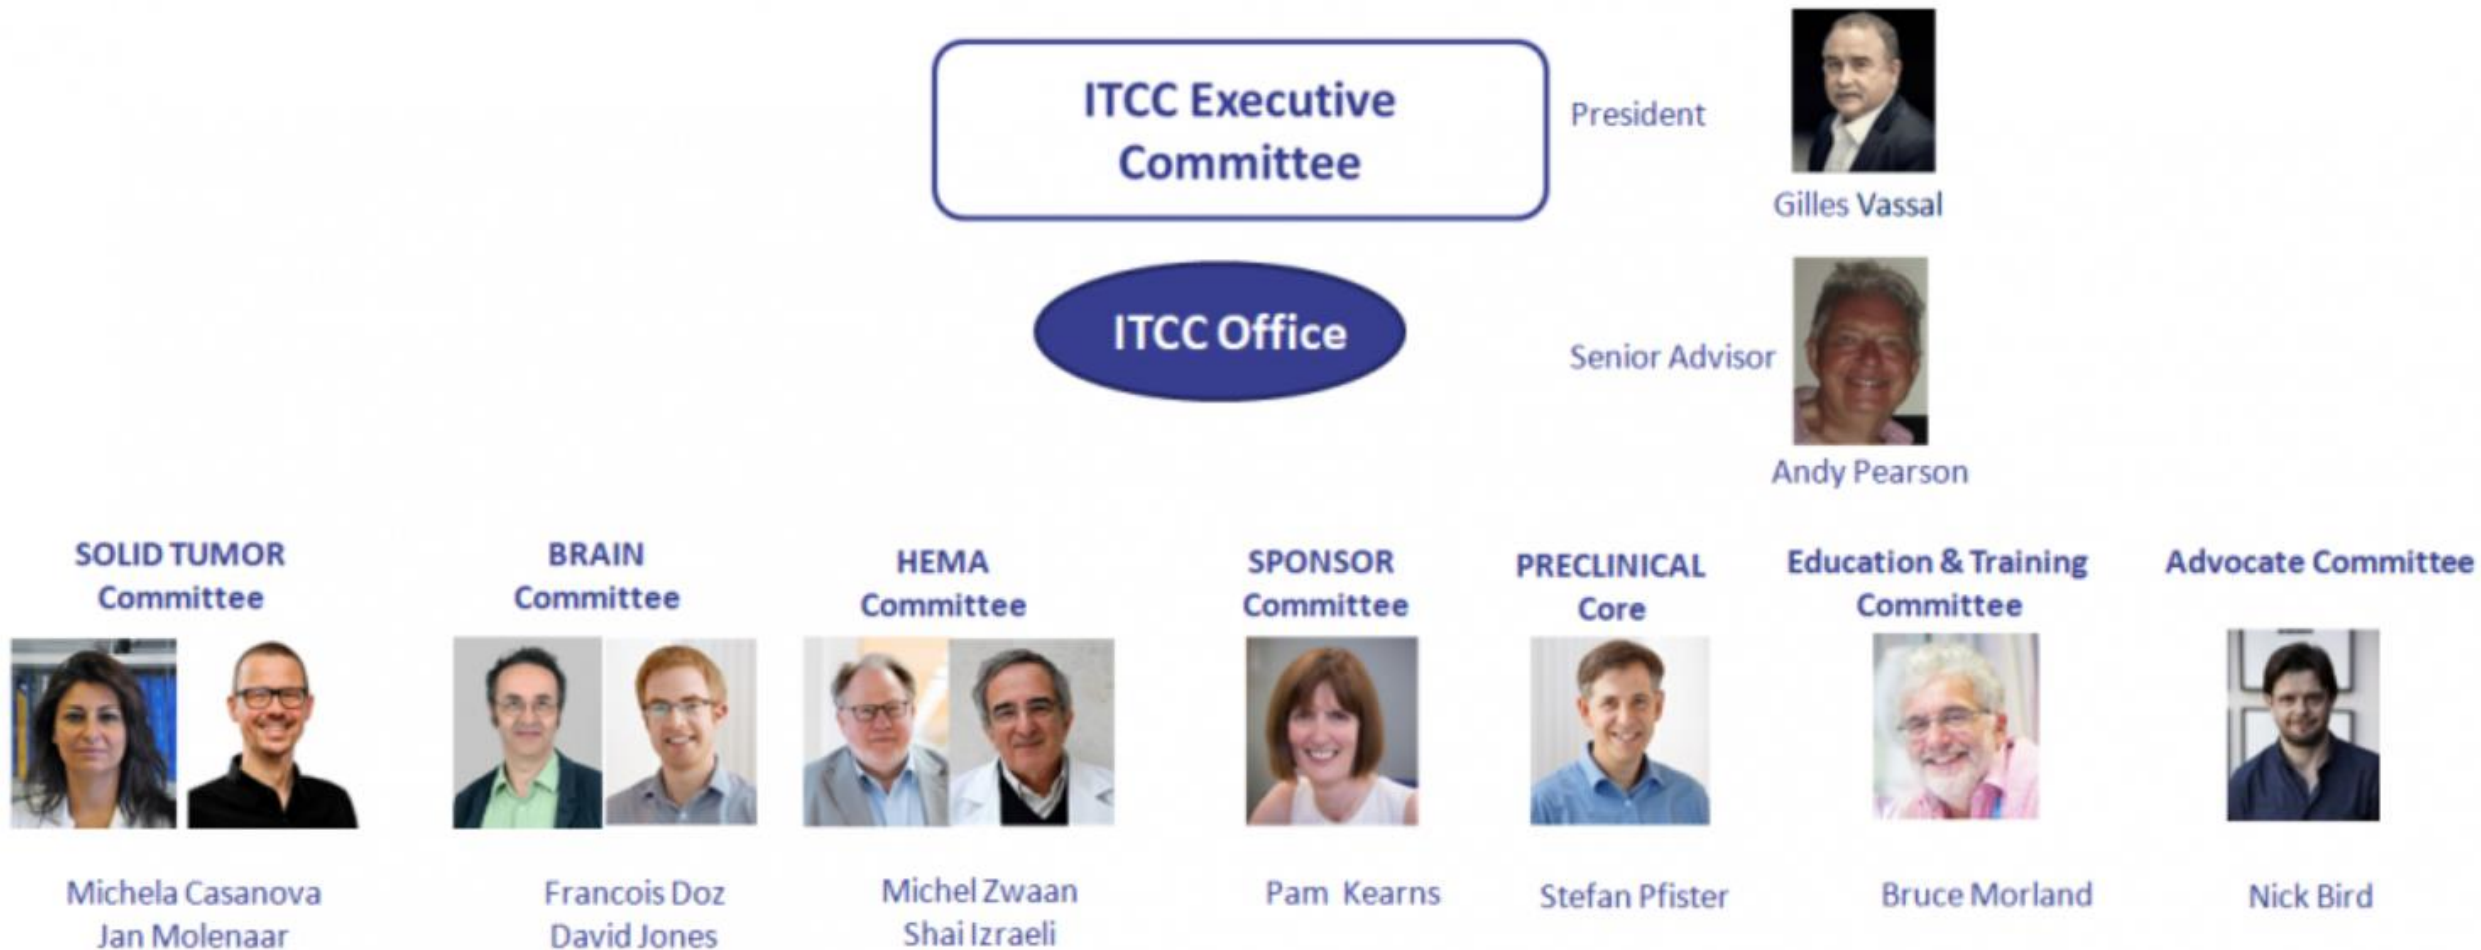 ITCC Executive
Committee
President
Gilles Vassal
ITCC Office
Senior Advisor
Andy Pearson
SOLID TUMOR
Committee
Michela Casanova
Jan Molenaar
BRAIN
Committee
Francois Doz
David Jones
HEMA
Committee
Michel Zwaan
Shai Izraeli
SPONSOR
Committee
Pam Kearns
PRECLINICAL
Core
Stefan Pfister
Education & Training
Committee
Bruce Morland
Advocate Committee
Nick Bird